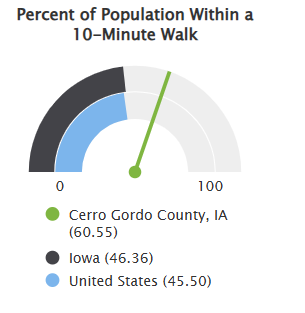 Percent of Population Within a
10-Minute Walk
0
100
Cerro Gordo County, IA
(60.55)
Iowa (46.36)
United States (45.50)